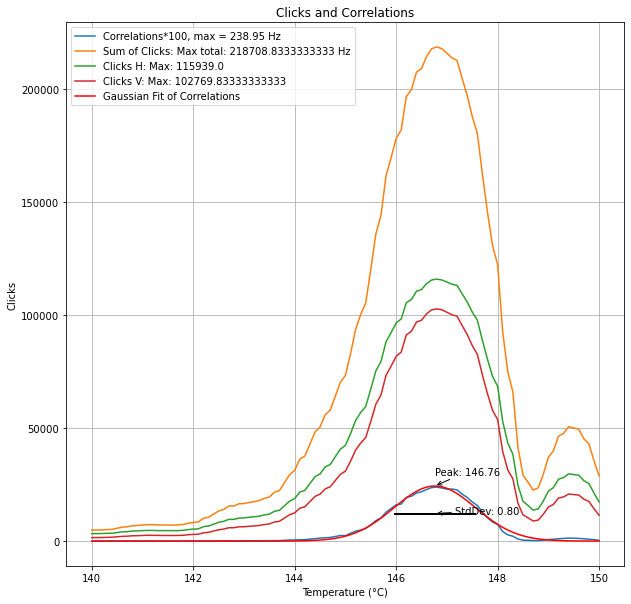 Clicks and Correlations
Correlations*100, max = 238.95 Hz
Sum of Clicks: Max total: 218708.8333333333 Hz
Clicks H: Max: 115939.0
Clicks V: Max: 102769.83333333333
Gaussian Fit of Correlations
200000
150000
100000
50000
0
Clicks
Peak: 146.76
StdDev: 0.80
140 142 144 146 148 150
Temperature (°C)